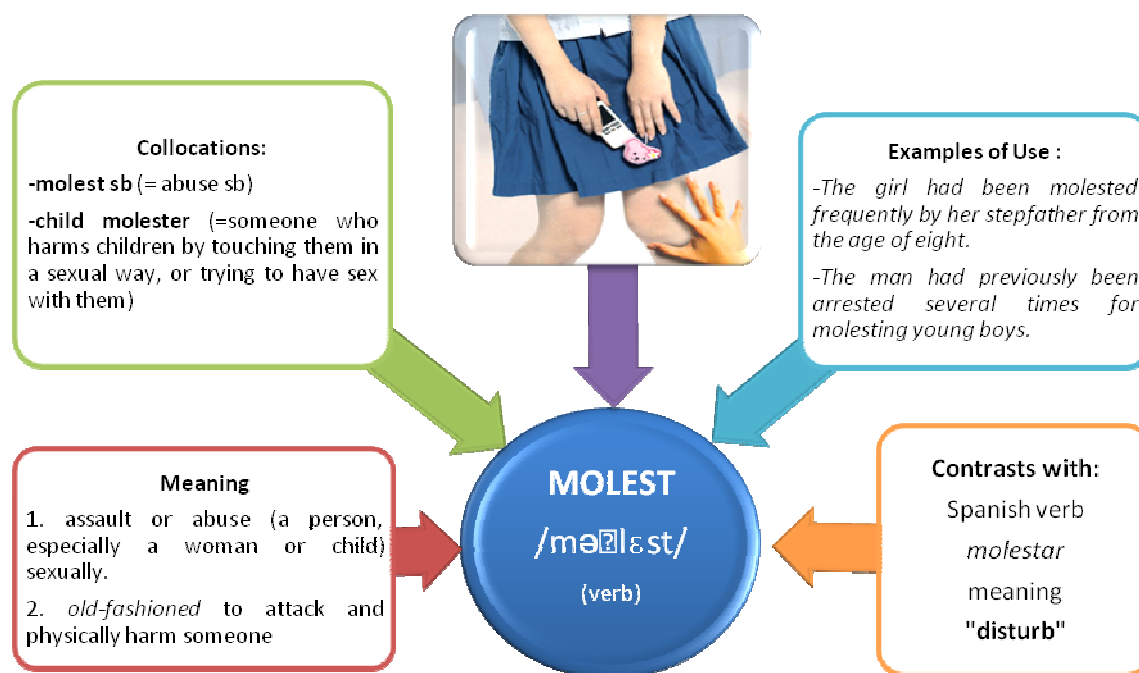 Collocations:
-molest sb (= abuse sb)
-child molester (=someone who
harms children by touching them in
a sexual way, or trying to have sex
with them)
Examples of Use :
-The girl had been molested
frequently by her stepfather from
the age of eight.
-The man had previously been
arrested several times for
molesting young boys.
Meaning
1. assault or abuse (a person,
especially a woman or child)
sexually.
2. old-fashioned to attack and
physically harm someone
MOLEST
/mə⍰lɛst/
(verb)
Contrasts with:
Spanish verb
molestar
meaning
"disturb"